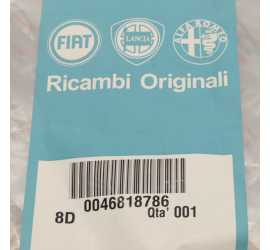 FIAT LANCIA ALFA ROMEO
Ricambi Originali
0046818786
8D Qta' 001